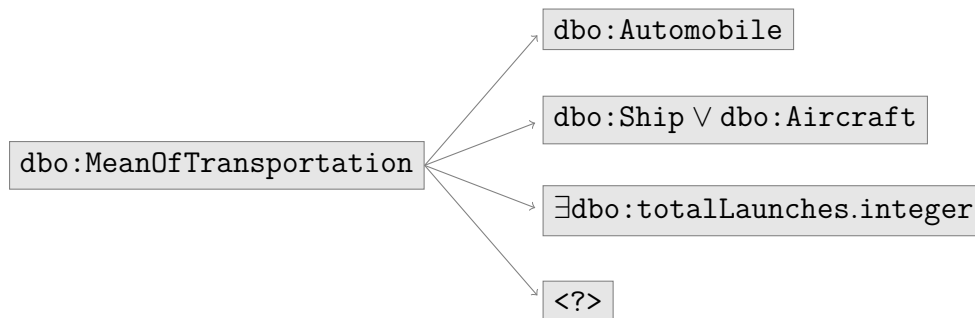 dbo:Automobile
dbo:Ship ∨ dbo:Aircraft
dbo:MeanOfTransportation
∃dbo:totalLaunches.integer
<?>